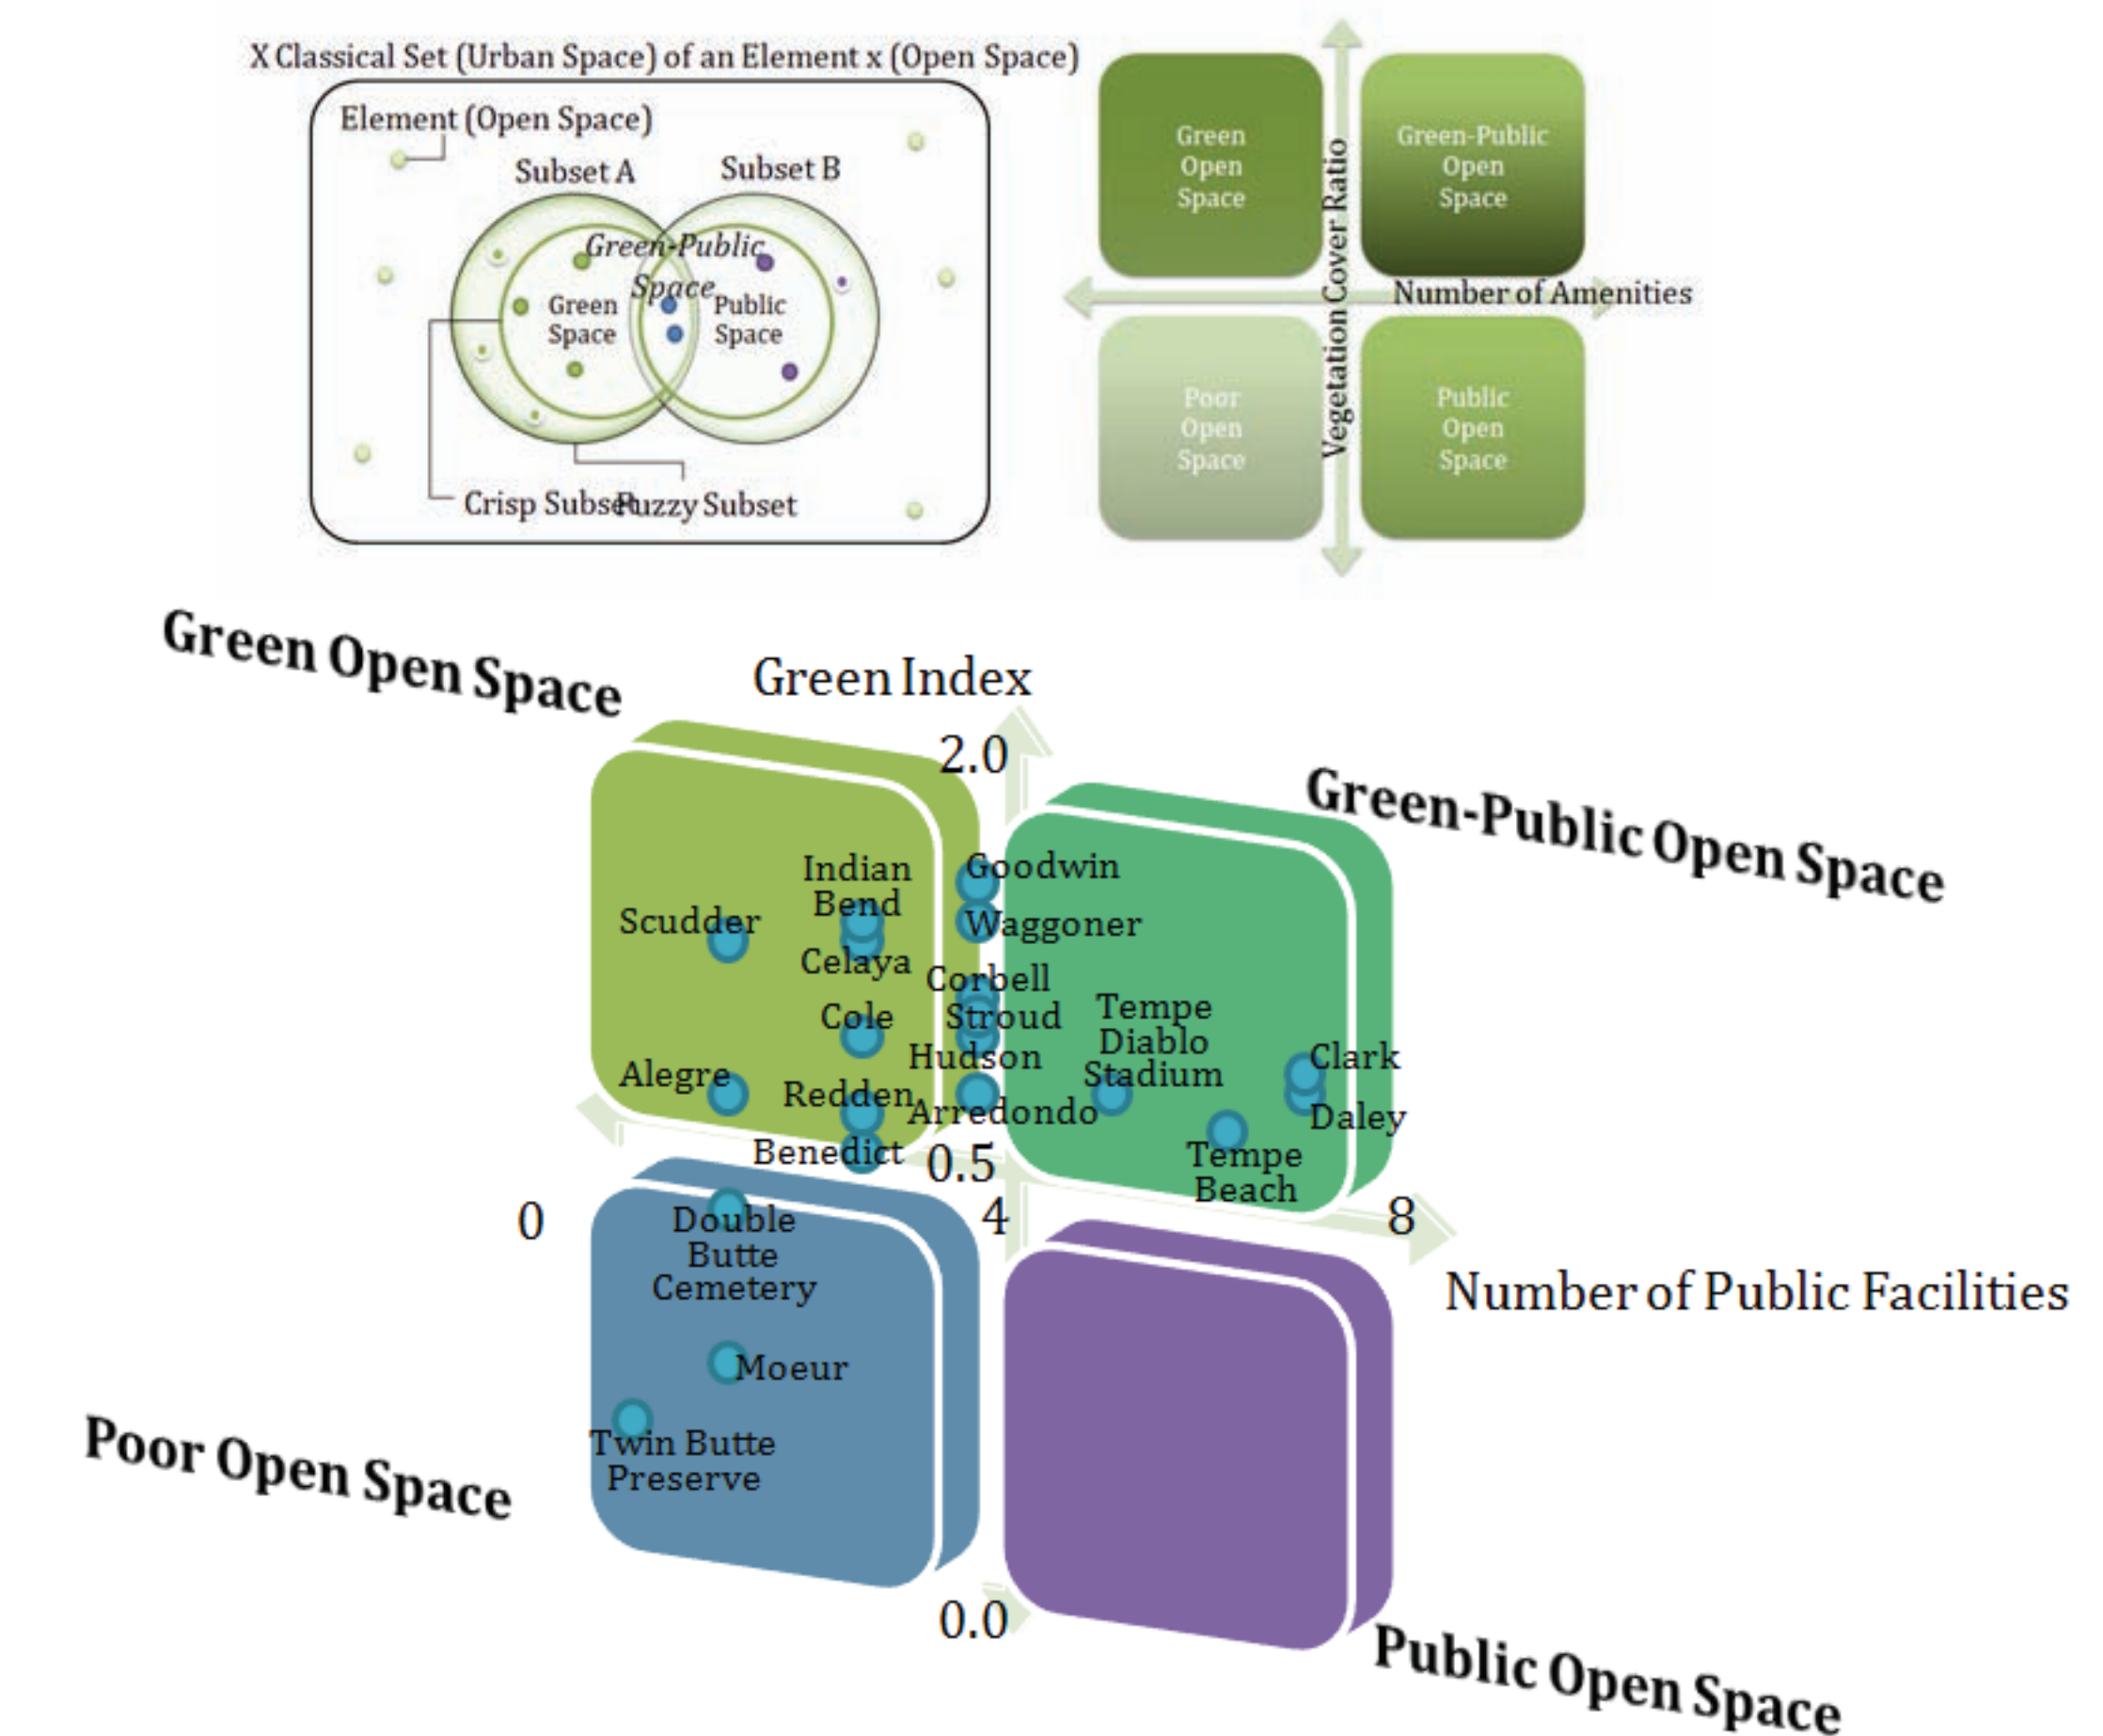 X Classical Set (Urban Space) of an Element x (Open Space)
Element (Open Space)
Subset A
Subset B
Green-Public
Space
Green
Space
Public
Space
Crisp Subset
Fuzzy Subset
Green
Open
Space
Green-Public
Open
Space
Vegetation Cover Ratio
Number of Amenities
Poor
Open
Space
Public
Open
Space
Green Open Space
Green Index
2.0
Green-Public Open Space
Indian
Bend
Goodwin
Scudder
Waggoner
Celaya
Corbell
Cole
Stroud
Tempe
Diablo
Stadium
Hudson
Clark
Alegre
Redden
Arredondo
Daley
Benedict
0.5
Tempe
Beach
0
4
8
Double
Butte
Cemetery
Number of Public Facilities
Moeur
Twin Butte
Preserve
Poor Open Space
0.0
Public Open Space